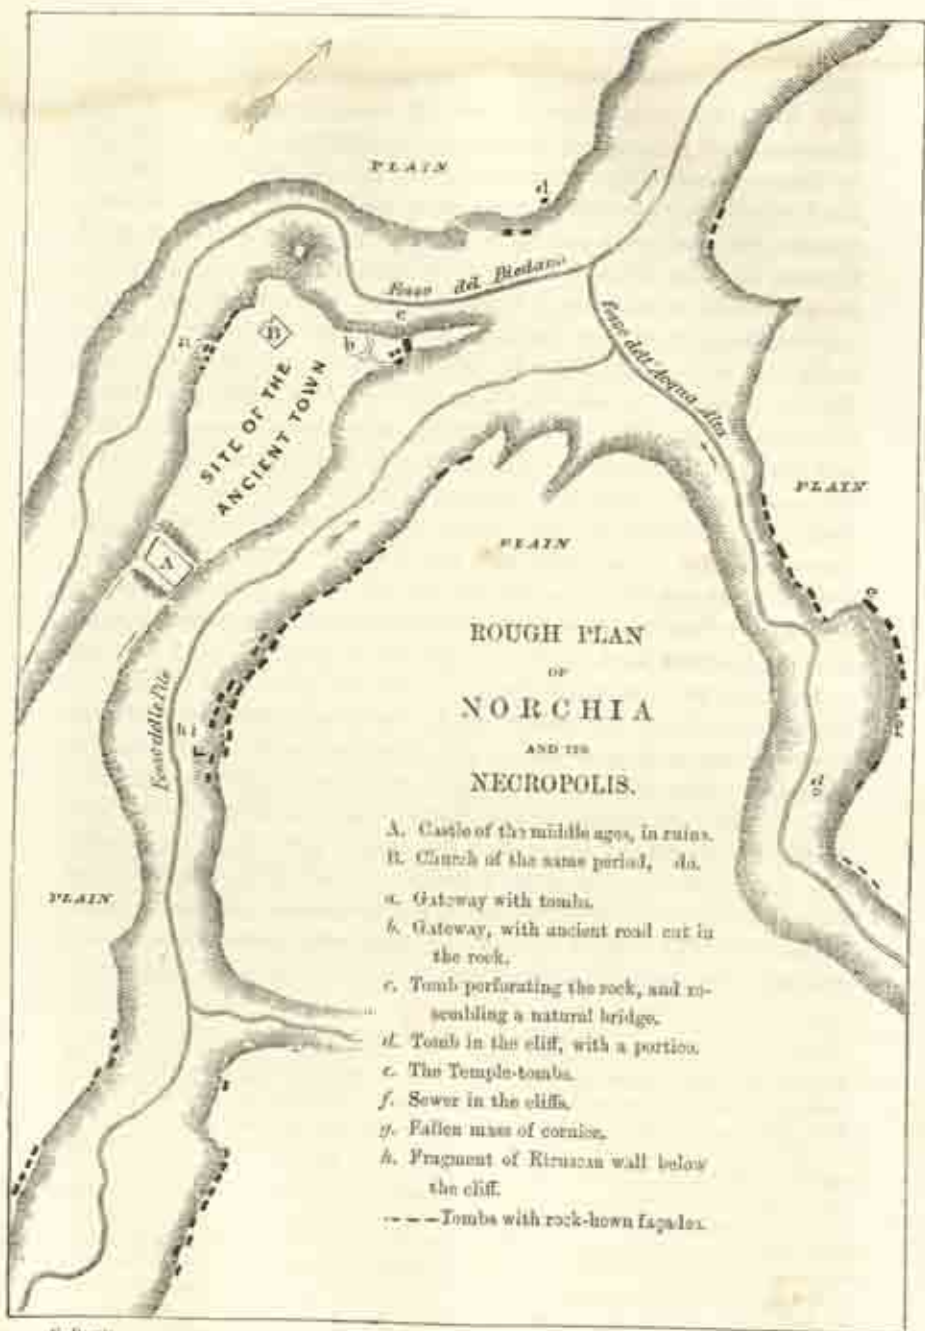 PLAIN
d
Fosso del Biedano
c
B
a
b
SITE OF THE
ANCIENT TOWN
Fosso dell'Acqua Alta
PLAIN
PLAIN
A
Fosso delle Pile
h i
PLAIN
ROUGH PLAN
OF
NORCHIA
AND ITS
NECROPOLIS.
A. Castle of the middle ages, in ruins.
B. Church of the same period, do.
a. Gateway with tombs.
b. Gateway, with ancient road cut in
the rock.
c. Tomb perforating the rock, and re-
sembling a natural bridge.
d. Tomb in the cliff, with a portico.
e. The Temple-tombs.
f. Sewer in the cliffs.
g. Fallen mass of cornice.
h. Fragment of Etruscan wall below
the cliff.
Tombs with rock-hewn façades.